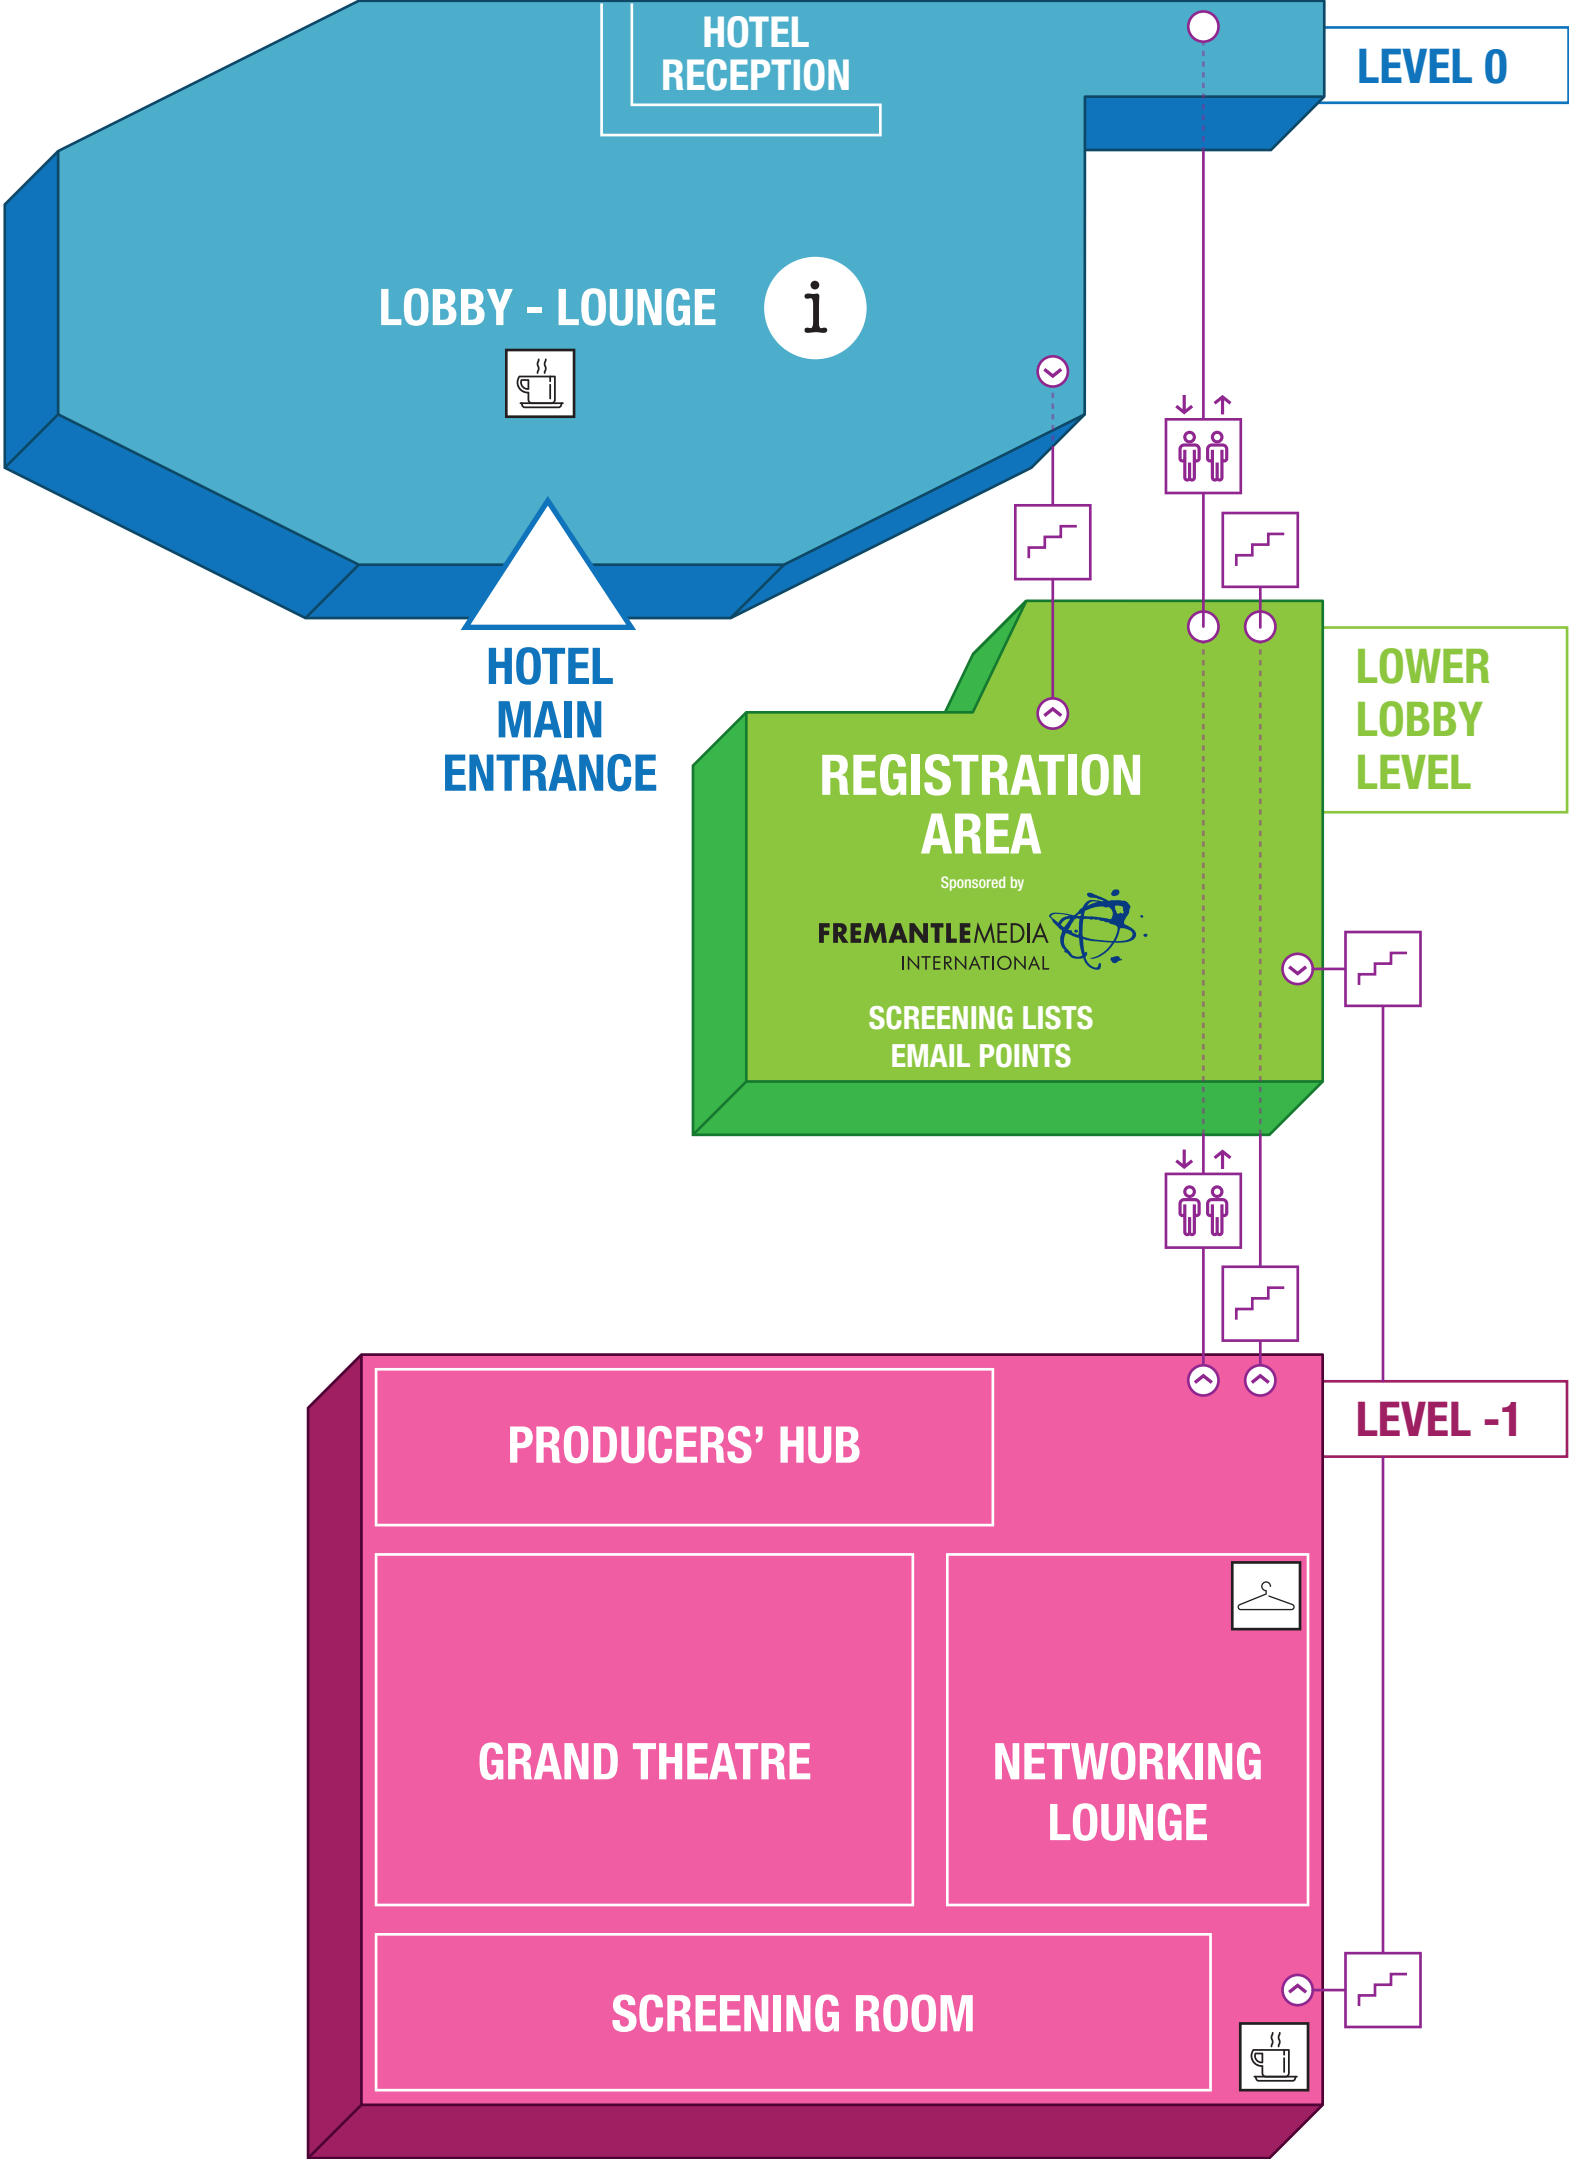 HOTEL
RECEPTION
LEVEL 0
LOBBY - LOUNGE
i
HOTEL
MAIN
ENTRANCE
LOWER
LOBBY
LEVEL
REGISTRATION
AREA
Sponsored by
FREMANTLEMEDIA
INTERNATIONAL
SCREENING LISTS
EMAIL POINTS
LEVEL -1
PRODUCERS’ HUB
GRAND THEATRE
NETWORKING
LOUNGE
SCREENING ROOM